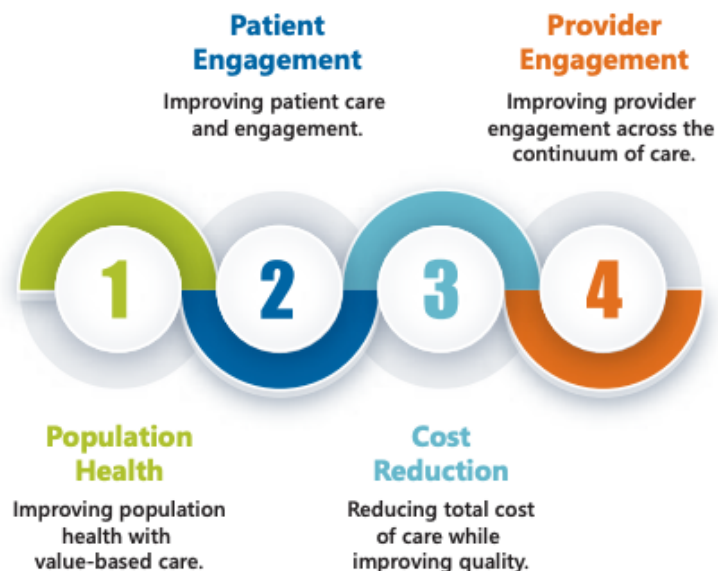 Patient
Engagement
Improving patient care
and engagement.
Provider
Engagement
Improving provider
engagement across the
continuum of care.
1
2
3
4
Population
Health
Improving population
health with
value-based care.
Cost
Reduction
Reducing total cost
of care while
improving quality.